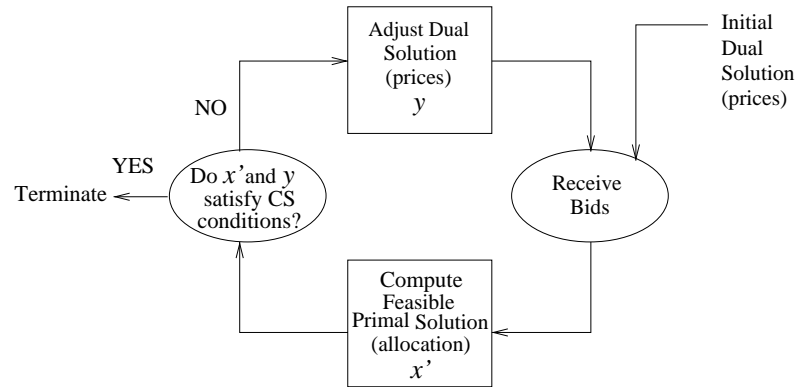 Adjust Dual
Solution
(prices)
y
Initial
Dual
Solution
(prices)
NO
YES
Terminate
Do x' and y
satisfy CS
conditions?
Receive
Bids
Compute
Feasible
Primal Solution
(allocation)
x'